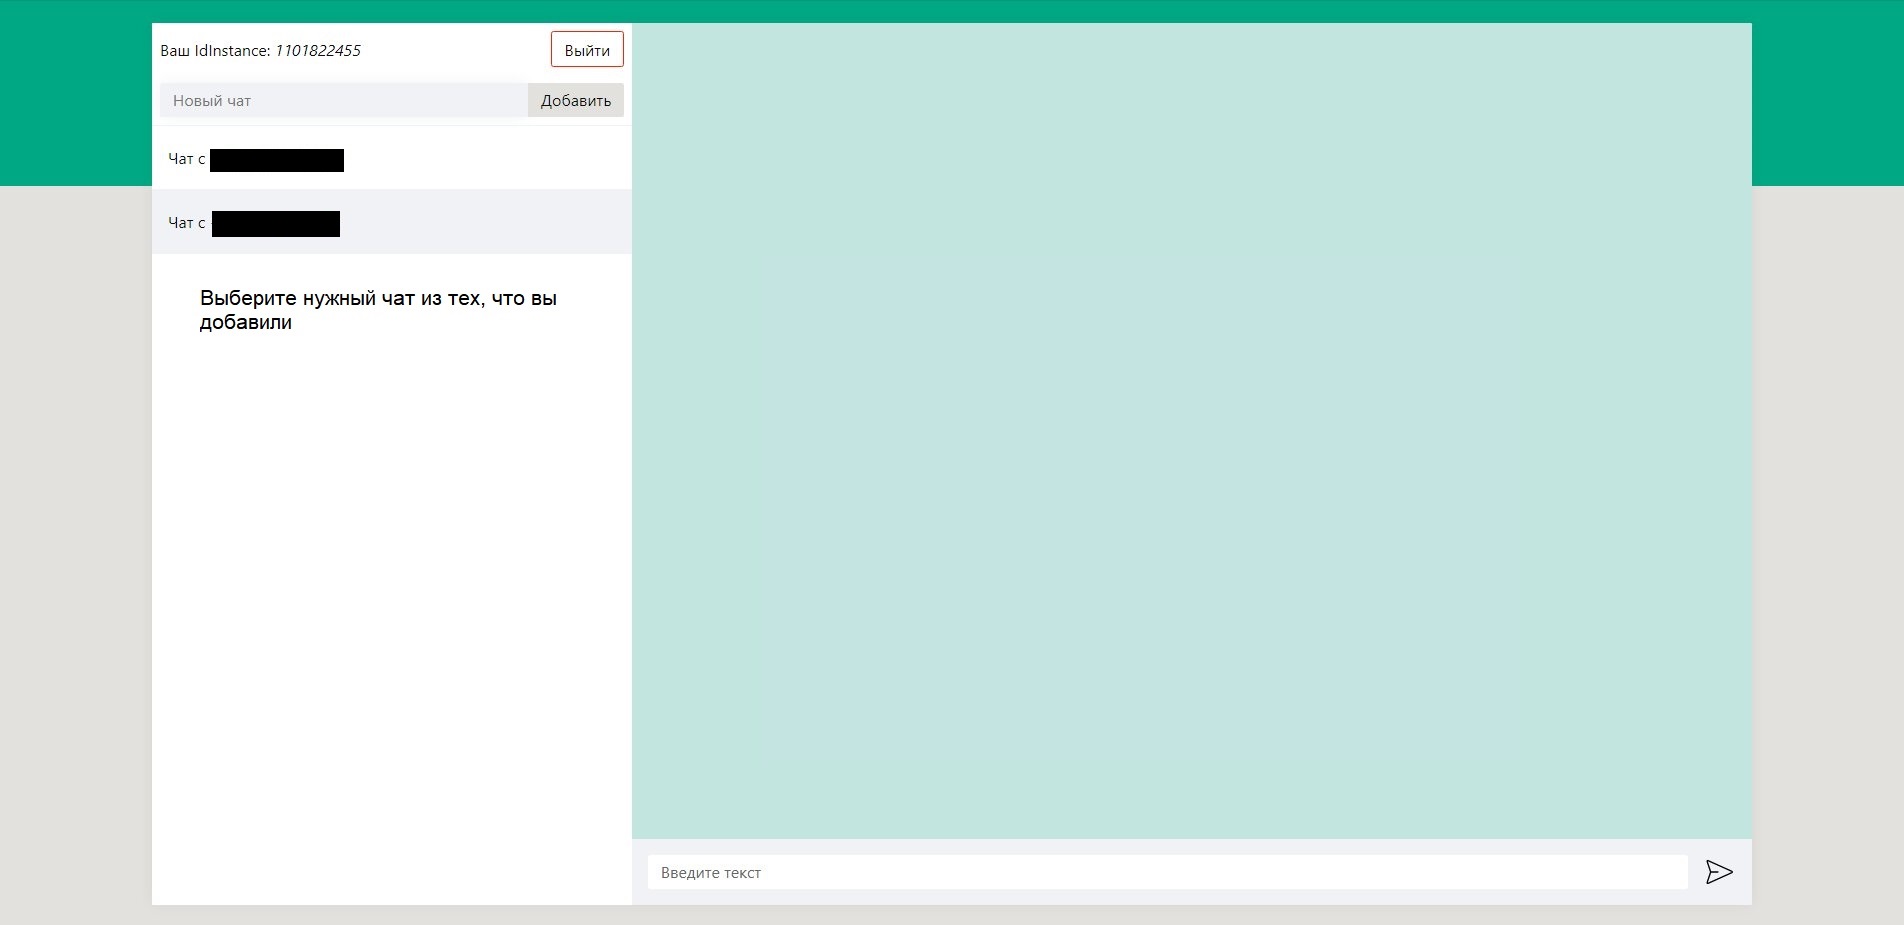 Ваш IdInstance: 1101822455
Выйти
Новый чат
Добавить
Чат с
Чат с
Выберите нужный чат из тех, что вы
добавили
Введите текст